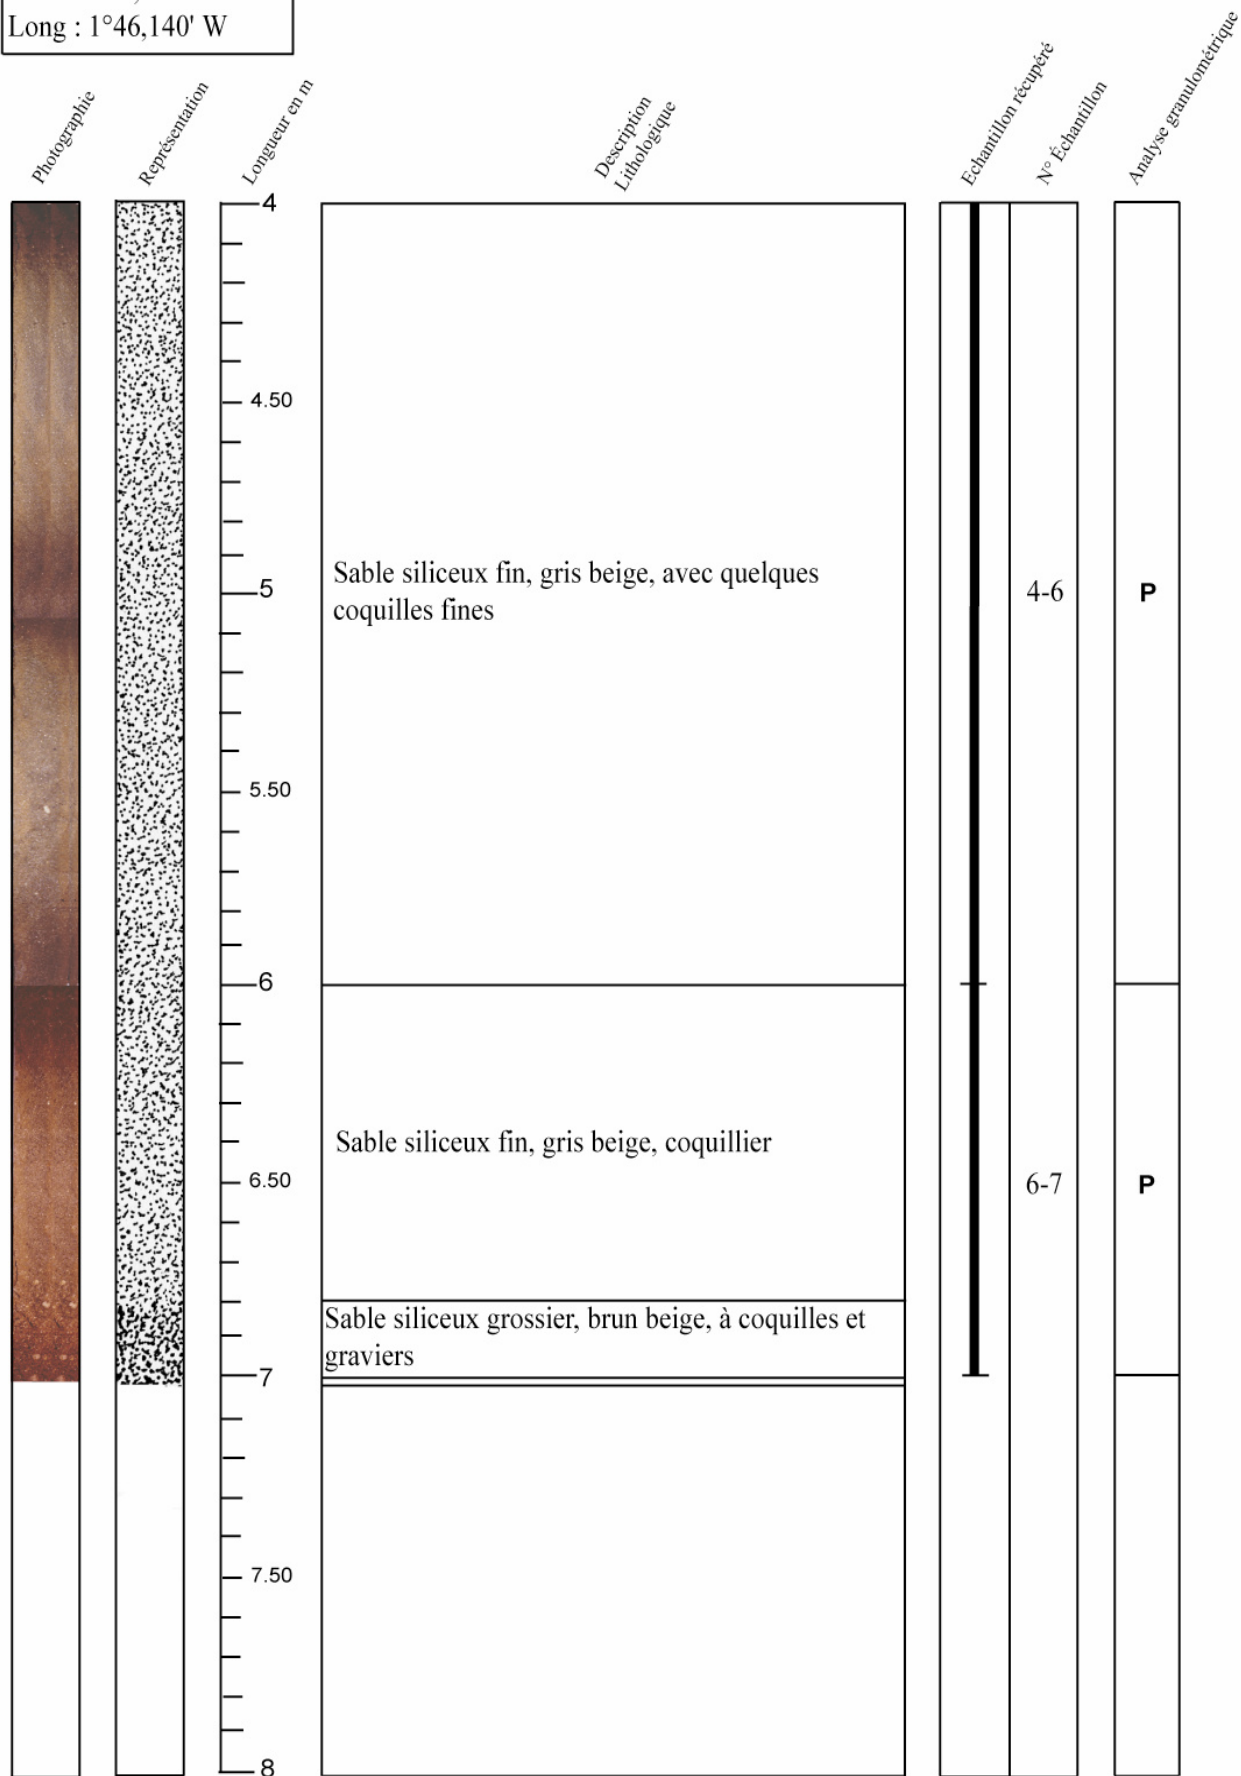 Long : 1°46,140' W
Photographie
Représentation
Longueur en m
Description
Lithologique
Echantillon récupéré
N° Échantillon
Analyse granulométrique
4
4.50
Sable siliceux fin, gris beige, avec quelques
coquilles fines
5
4-6
P
5.50
6
Sable siliceux fin, gris beige, coquillier
6.50
6-7
P
Sable siliceux grossier, brun beige, à coquilles et
graviers
7
7.50
8